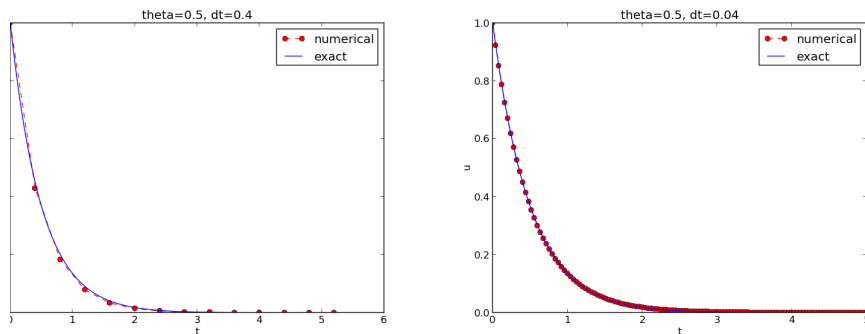 theta=0.5, dt=0.4
numerical
exact
0 1 2 3 4 5 6
t
theta=0.5, dt=0.04
numerical
exact
1.0
0.8
0.6
u
0.4
0.2
0.0
0 1 2 3 4
t